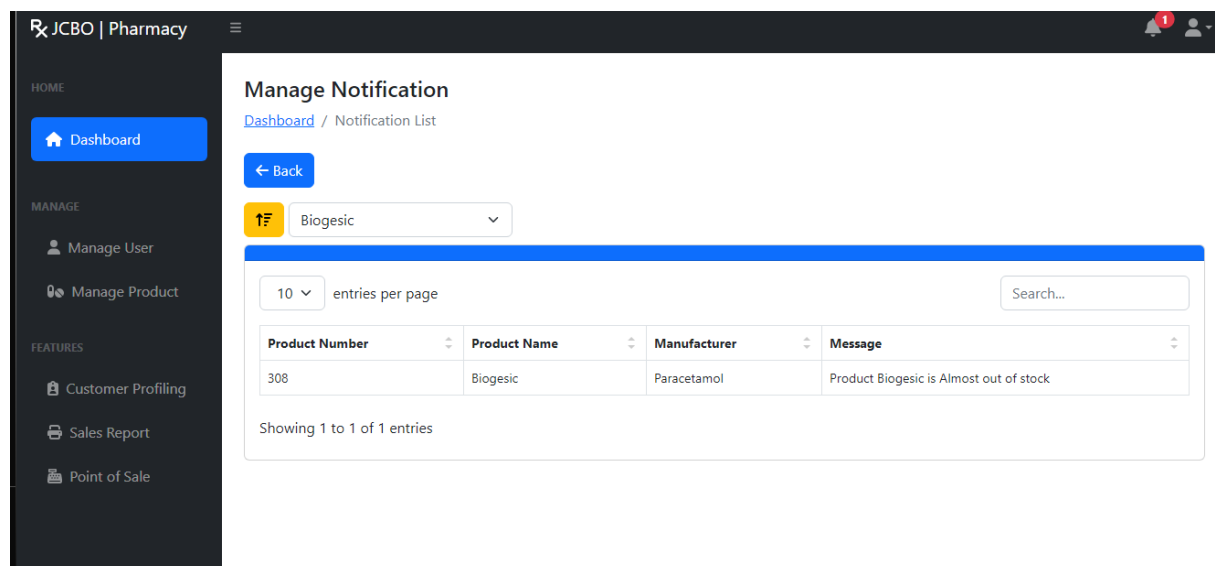 JCBO | Pharmacy
1
HOME
Dashboard
MANAGE
Manage User
Manage Product
FEATURES
Customer Profiling
Sales Report
Point of Sale
Manage Notification
Dashboard / Notification List
← Back
Biogesic
10 entries per page
Search...
Product Number Product Name Manufacturer Message
308 Biogesic Paracetamol Product Biogesic is Almost out of stock
Showing 1 to 1 of 1 entries